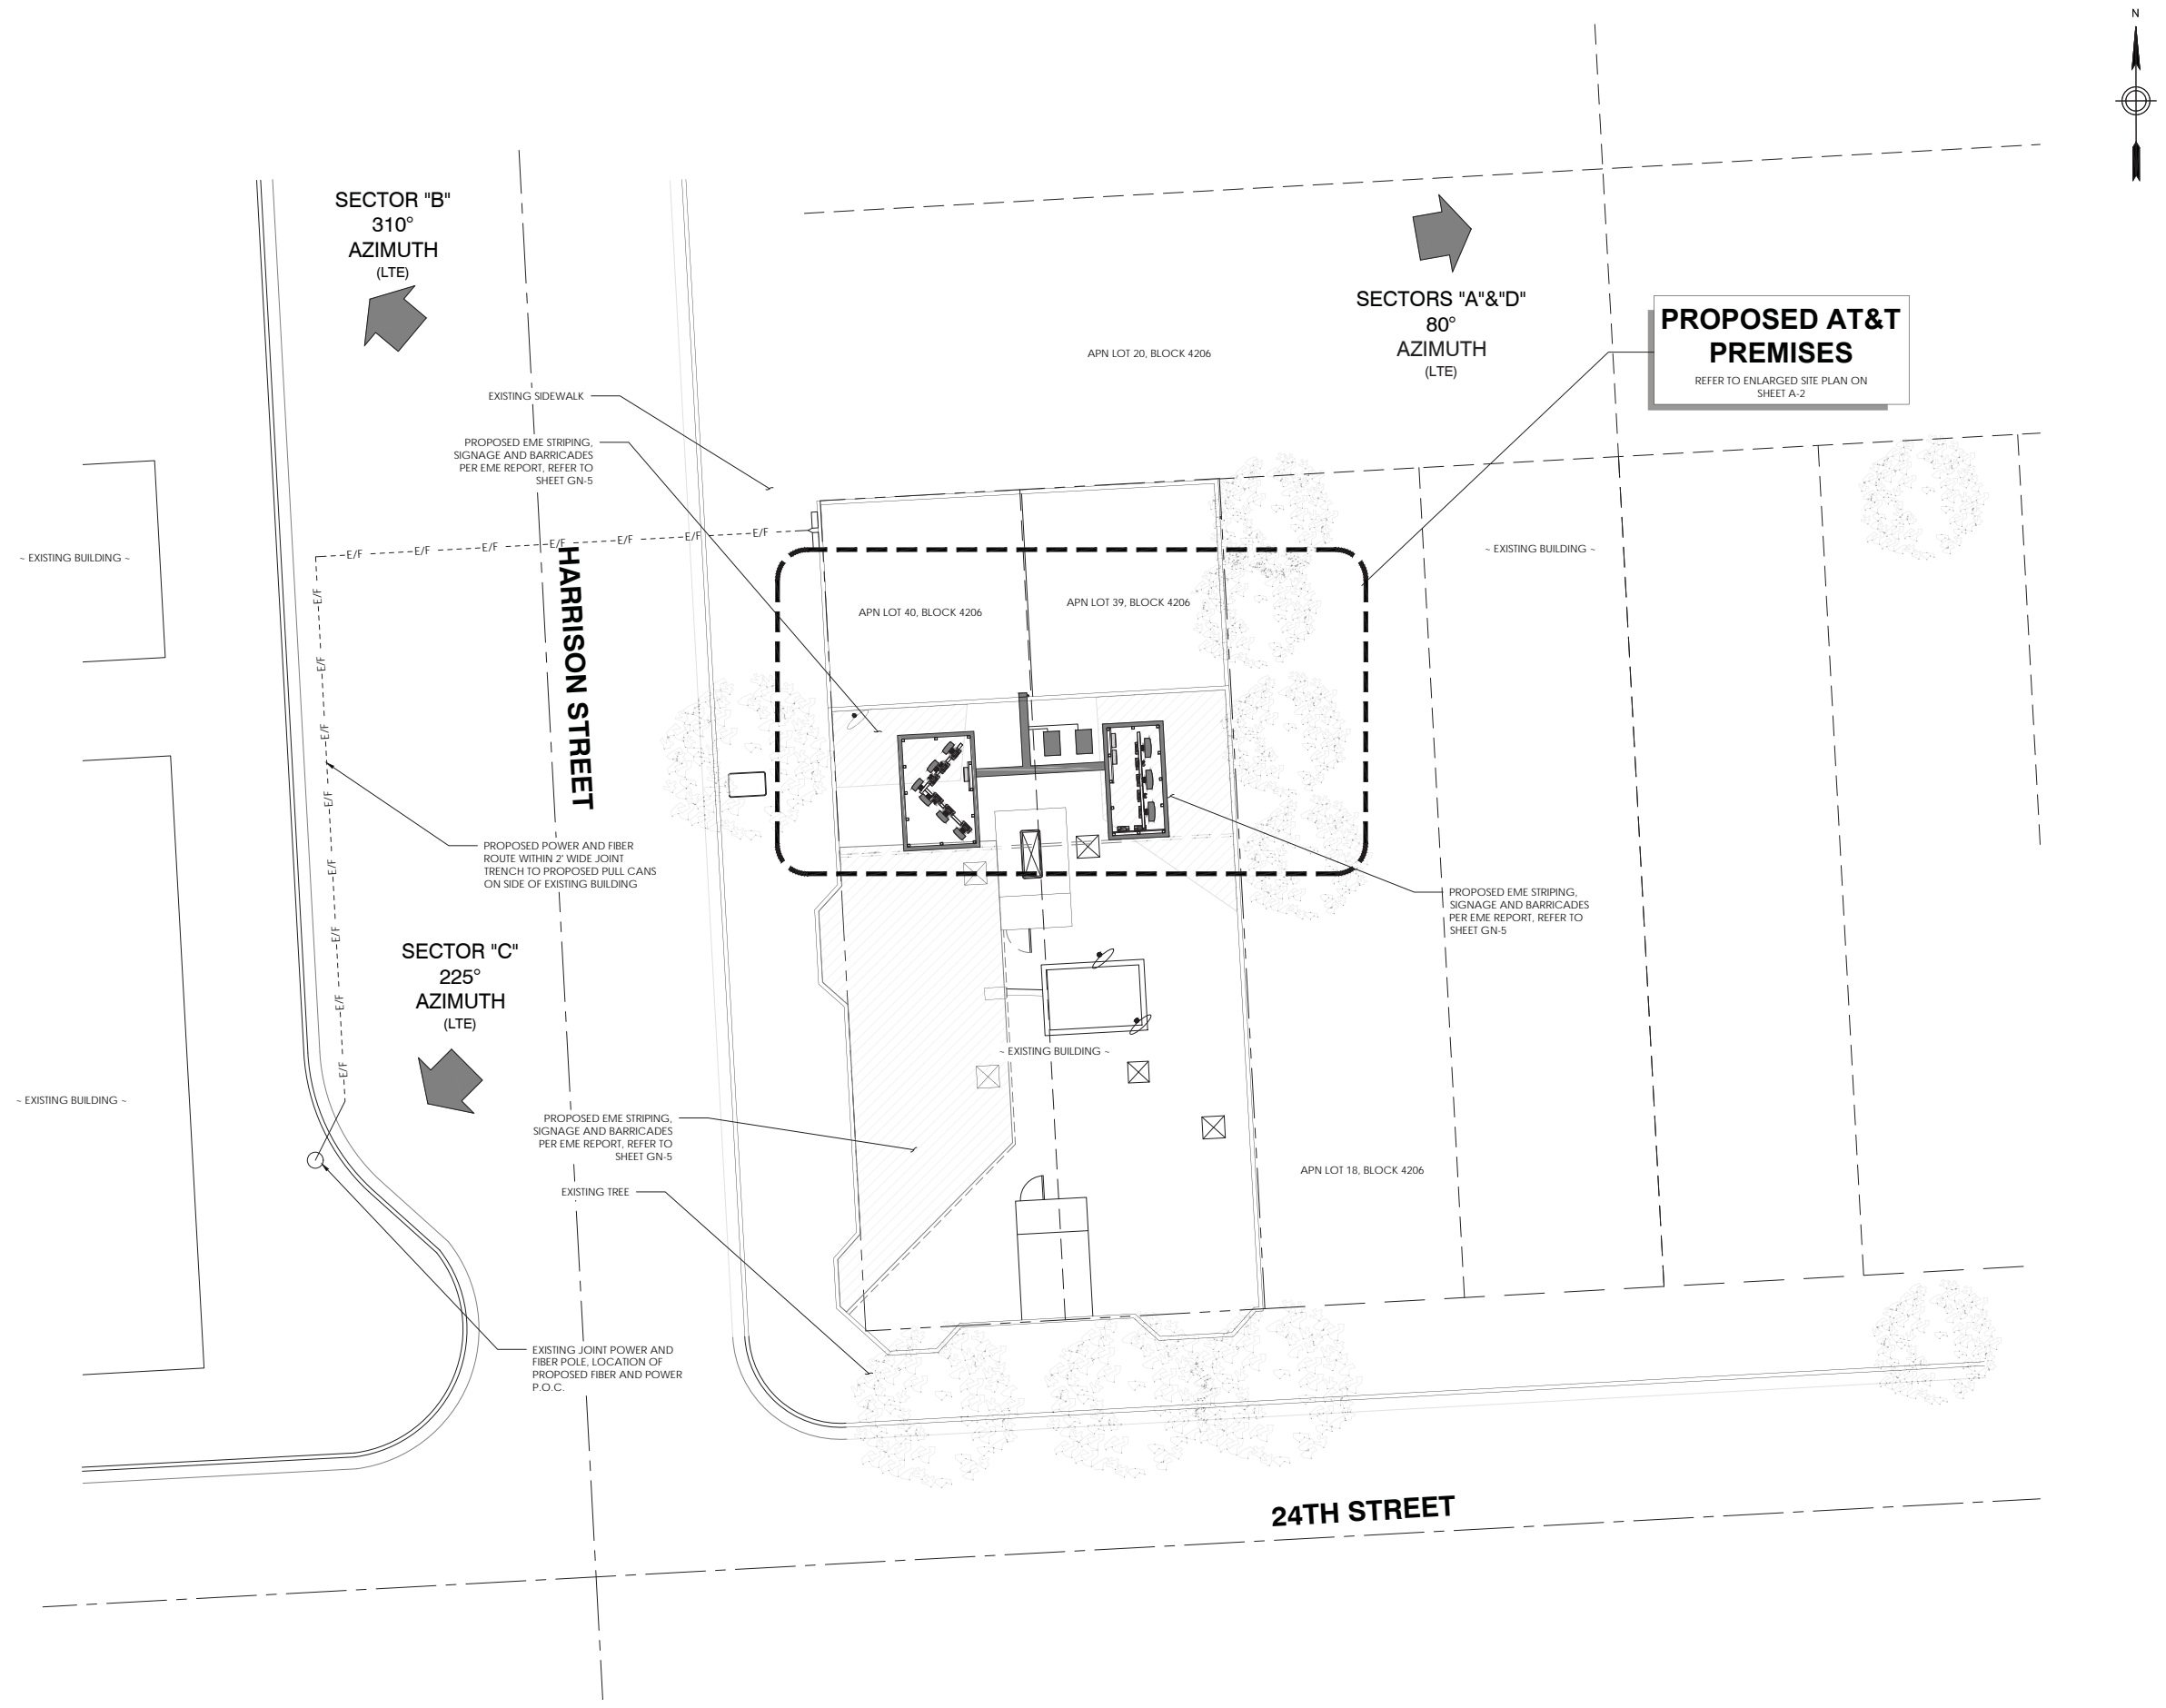 N
SECTOR "B"
310°
AZIMUTH
(LTE)
SECTORS "A"&"D"
80°
AZIMUTH
(LTE)
PROPOSED AT&T
PREMISES
REFER TO ENLARGED SITE PLAN ON
SHEET A-2
APN LOT 20, BLOCK 4206
EXISTING SIDEWALK
PROPOSED EME STRIPING,
SIGNAGE AND BARRICADES
PER EME REPORT, REFER TO
SHEET GN-5
~ EXISTING BUILDING ~
E/F
E/F
E/F
E/F
E/F
E/F
E/F
~ EXISTING BUILDING ~
E/F
E/F
E/F
E/F
E/F
E/F
E/F
E/F
HARRISON STREET
APN LOT 40, BLOCK 4206
APN LOT 39, BLOCK 4206
PROPOSED POWER AND FIBER
ROUTE WITHIN 2' WIDE JOINT
TRENCH TO PROPOSED PULL CANS
ON SIDE OF EXISTING BUILDING
PROPOSED EME STRIPING,
SIGNAGE AND BARRICADES
PER EME REPORT, REFER TO
SHEET GN-5
SECTOR "C"
225°
AZIMUTH
(LTE)
~ EXISTING BUILDING ~
~ EXISTING BUILDING ~
PROPOSED EME STRIPING,
SIGNAGE AND BARRICADES
PER EME REPORT, REFER TO
SHEET GN-5
APN LOT 18, BLOCK 4206
EXISTING TREE
EXISTING JOINT POWER AND
FIBER POLE, LOCATION OF
PROPOSED FIBER AND POWER
P.O.C.
24TH STREET